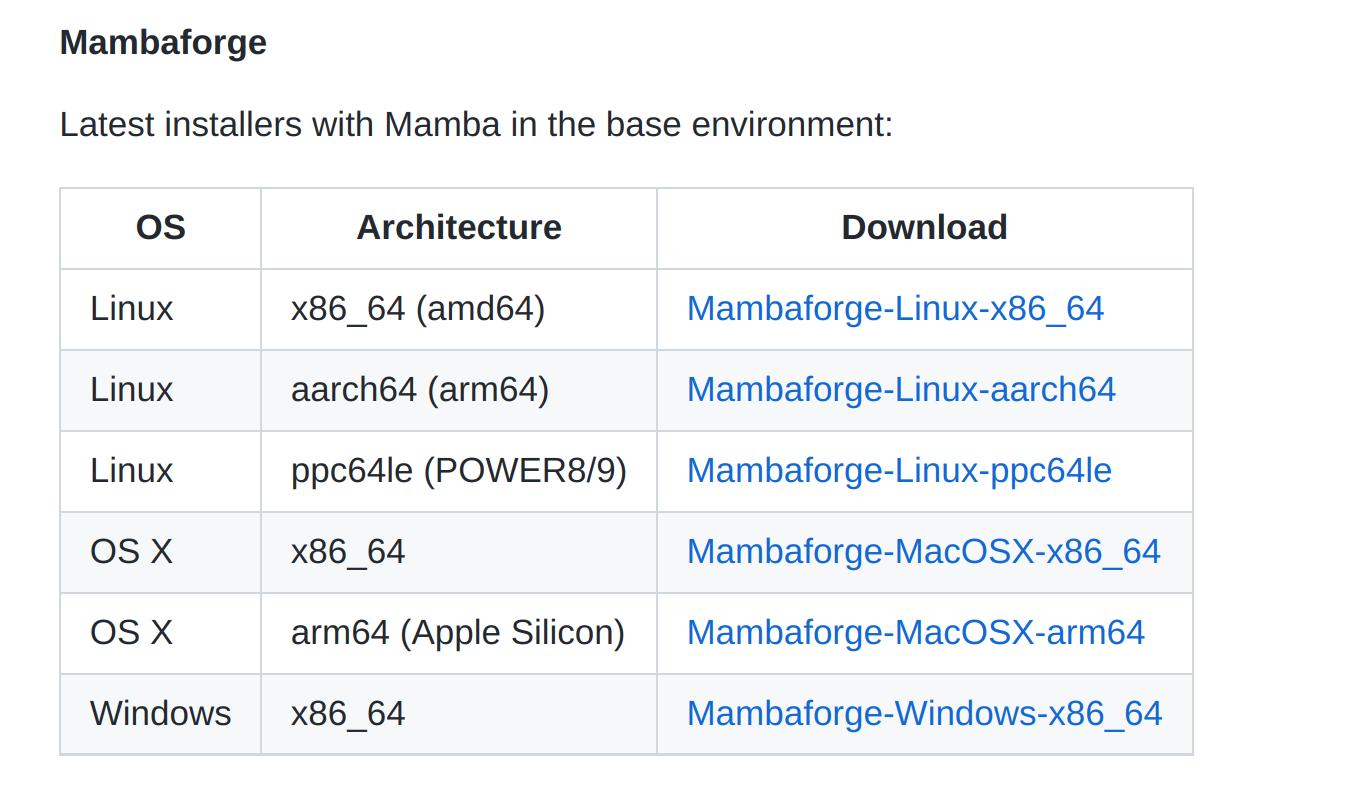 Mambaforge
Latest installers with Mamba in the base environment:
OS Architecture Download
Linux x86_64 (amd64) Mambaforge-Linux-x86_64
Linux aarch64 (arm64) Mambaforge-Linux-aarch64
Linux ppc64le (POWER8/9) Mambaforge-Linux-ppc64le
OS X x86_64 Mambaforge-MacOSX-x86_64
OS X arm64 (Apple Silicon) Mambaforge-MacOSX-arm64
Windows x86_64 Mambaforge-Windows-x86_64